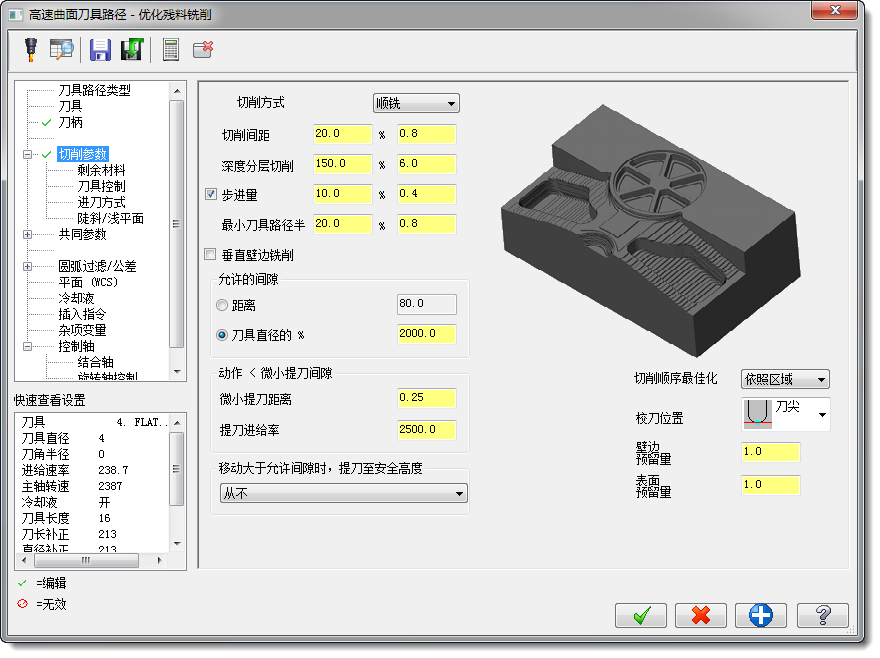 高速曲面刀具路径 - 优化残料铣削
刀具路径类型
刀具
刀柄
切削参数
剩余材料
刀具控制
进刀方式
陡斜/浅平面
共同参数
圆弧过滤/公差
平面 (WCS)
冷却液
插入指令
杂项变量
控制轴
结合轴
旋转轴控制
快速查看设置
刀具 4. FLAT..
刀具直径 4
刀角半径 0
进给速率 238.7
主轴转速 2387
冷却液 开
刀具长度 16
刀长补正 213
直径补正 213
=编辑
=无效
切削方式 顺铣
切削间距 20.0 % 0.8
深度分层切削 150.0 % 6.0
步进量 10.0 % 0.4
最小刀具路径半 20.0 % 0.8
垂直壁边铣削
允许的间隙
距离 80.0
刀具直径的 % 2000.0
动作 < 微小提刀间隙
微小提刀距离 0.25
提刀进给率 2500.0
移动大于允许间隙时，提刀至安全高度
从不
切削顺序最佳化 依照区域
校刀位置 刀尖
壁边
预留量 1.0
表面
预留量 1.0